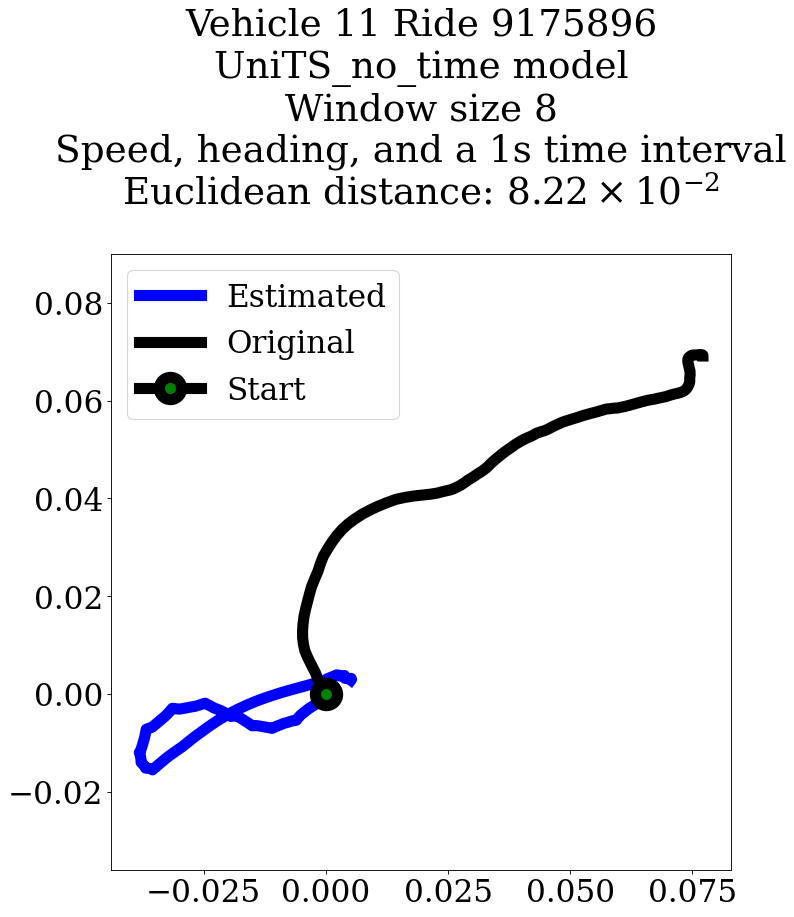 Vehicle 11 Ride 9175896
UniTS_no_time model
Window size 8
Speed, heading, and a 1s time interval
Euclidean distance: 8.22 × 10⁻²
Estimated
Original
Start
0.08
0.06
0.04
0.02
0.00
−0.02
−0.025 0.000 0.025 0.050 0.075